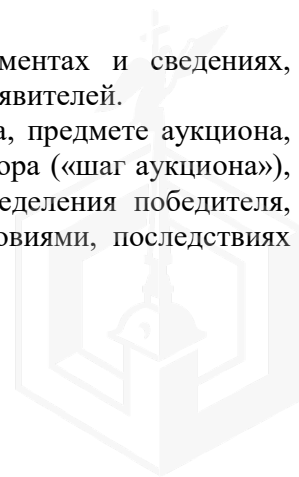 ментах и сведениях,
явителей.
а, предмете аукциона,
ора («шаг аукциона»),
еделения победителя,
овиями, последствиях